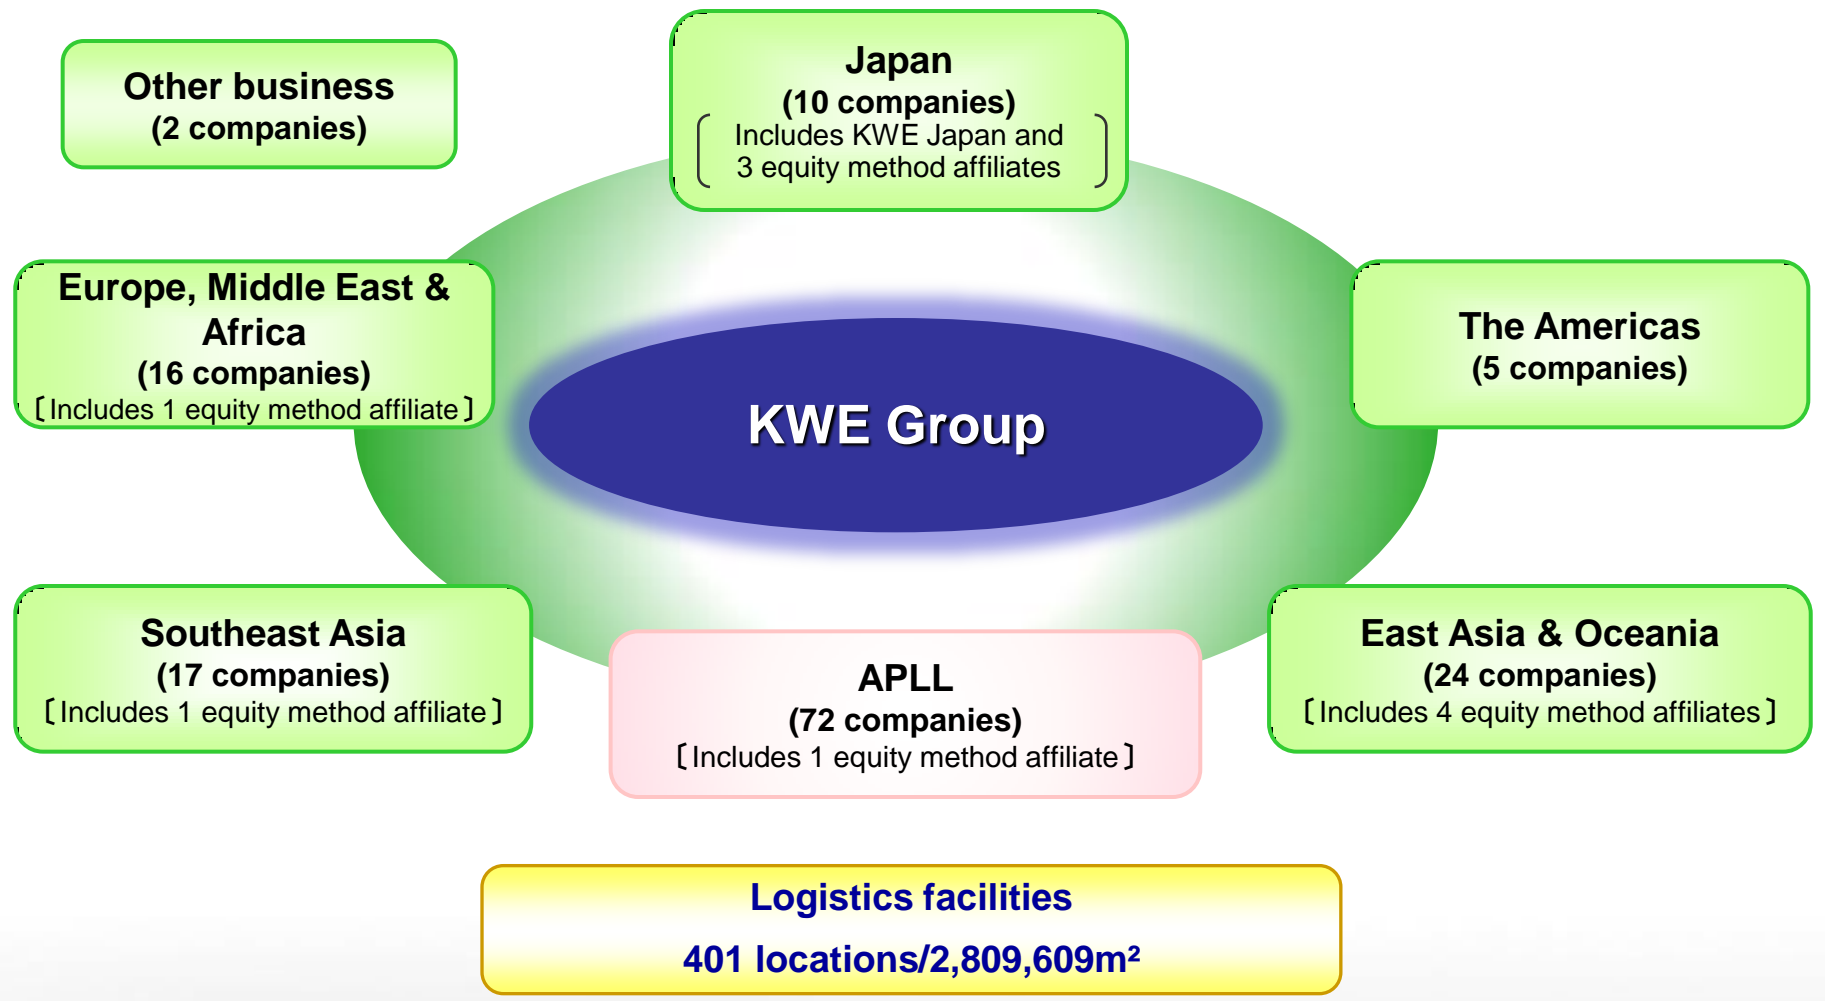 Other business
(2 companies)
Japan
(10 companies)
Includes KWE Japan and
3 equity method affiliates
Europe, Middle East &
Africa
(16 companies)
〔Includes 1 equity method affiliate〕
The Americas
(5 companies)
KWE Group
Southeast Asia
(17 companies)
〔Includes 1 equity method affiliate〕
APLL
(72 companies)
〔Includes 1 equity method affiliate〕
East Asia & Oceania
(24 companies)
〔Includes 4 equity method affiliates〕
Logistics facilities
401 locations/2,809,609m²